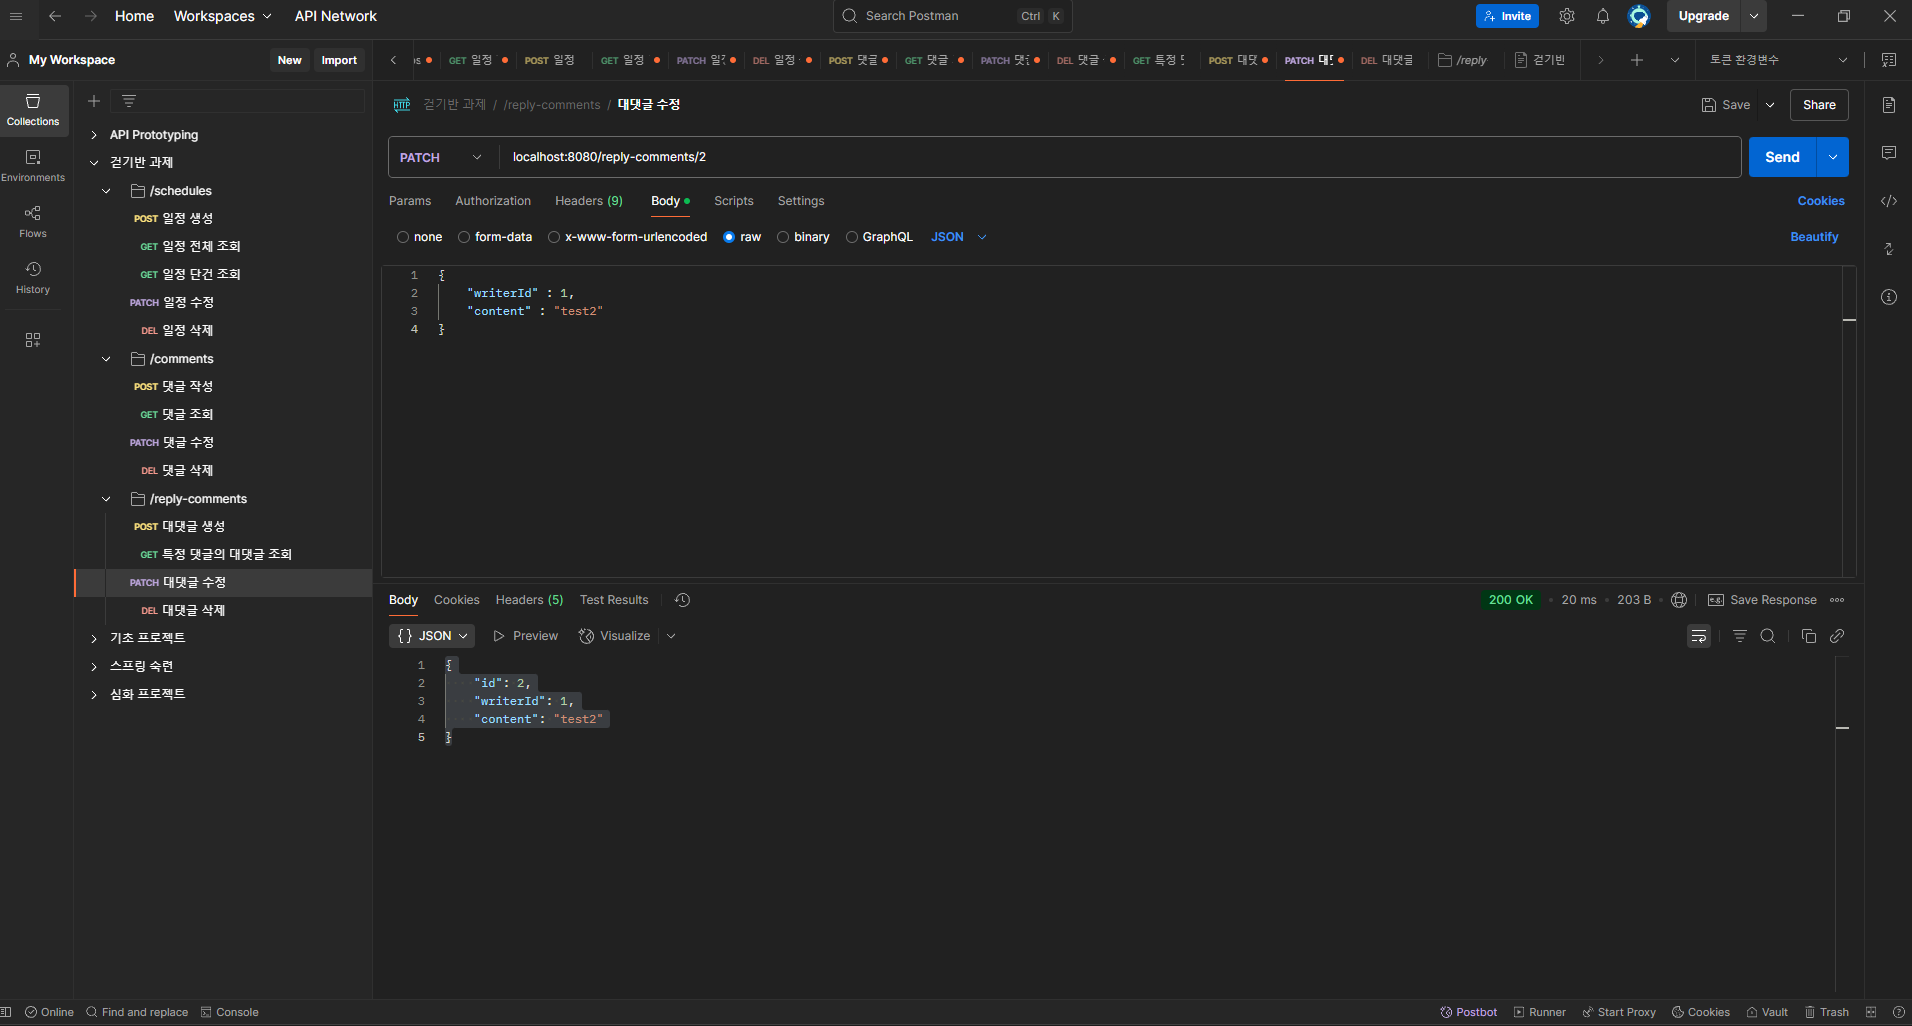 Home Workspaces API Network Search Postman Ctrl K Invite Upgrade
My Workspace New Import
GET 일정 POST 일정 GET 일정 PATCH DEL 일정 POST 댓글 GET 댓글 PATCH DEL 댓글 GET 특정 POST 대댓 PATCH DEL 대댓글 /reply 걷기반 토큰 환경변수
Collections
Environments
Flows
History
API Prototyping
걷기반 과제
/schedules
POST 일정 생성
GET 일정 전체 조회
GET 일정 단건 조회
PATCH 일정 수정
DEL 일정 삭제
/comments
POST 댓글 작성
GET 댓글 조회
PATCH 댓글 수정
DEL 댓글 삭제
/reply-comments
POST 대댓글 생성
GET 특정 댓글의 대댓글 조회
PATCH 대댓글 수정
DEL 대댓글 삭제
기초 프로젝트
스프링 숙련
심화 프로젝트
HTTP 걷기반 과제 / /reply-comments / 대댓글 수정 Save Share
PATCH localhost:8080/reply-comments/2 Send
Params Authorization Headers (9) Body Scripts Settings Cookies
none form-data x-www-form-urlencoded raw binary GraphQL JSON Beautify
1 {
2 "writerId" : 1,
3 "content" : "test2"
4 }
Body Cookies Headers (5) Test Results 200 OK 20 ms 203 B e.g. Save Response
{} JSON Preview Visualize
1 {
2 "id": 2,
3 "writerId": 1,
4 "content": "test2"
5 }
Online Find and replace Console Postbot Runner Start Proxy Cookies Vault Trash